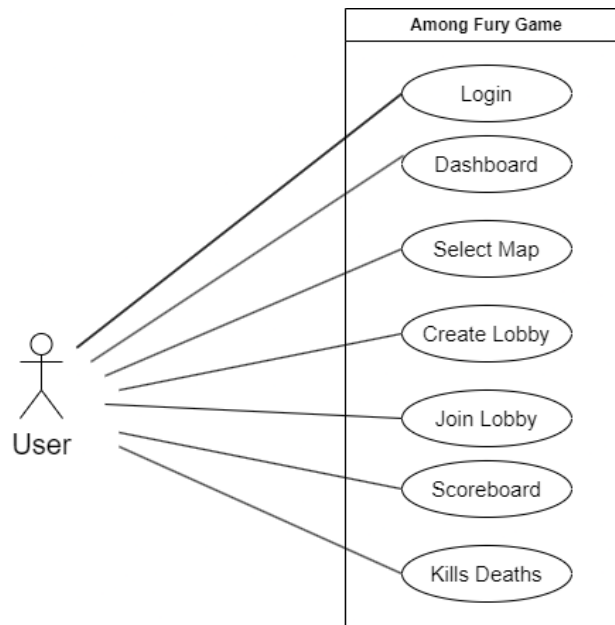 Among Fury Game
Login
Dashboard
Select Map
Create Lobby
Join Lobby
User
Scoreboard
Kills Deaths